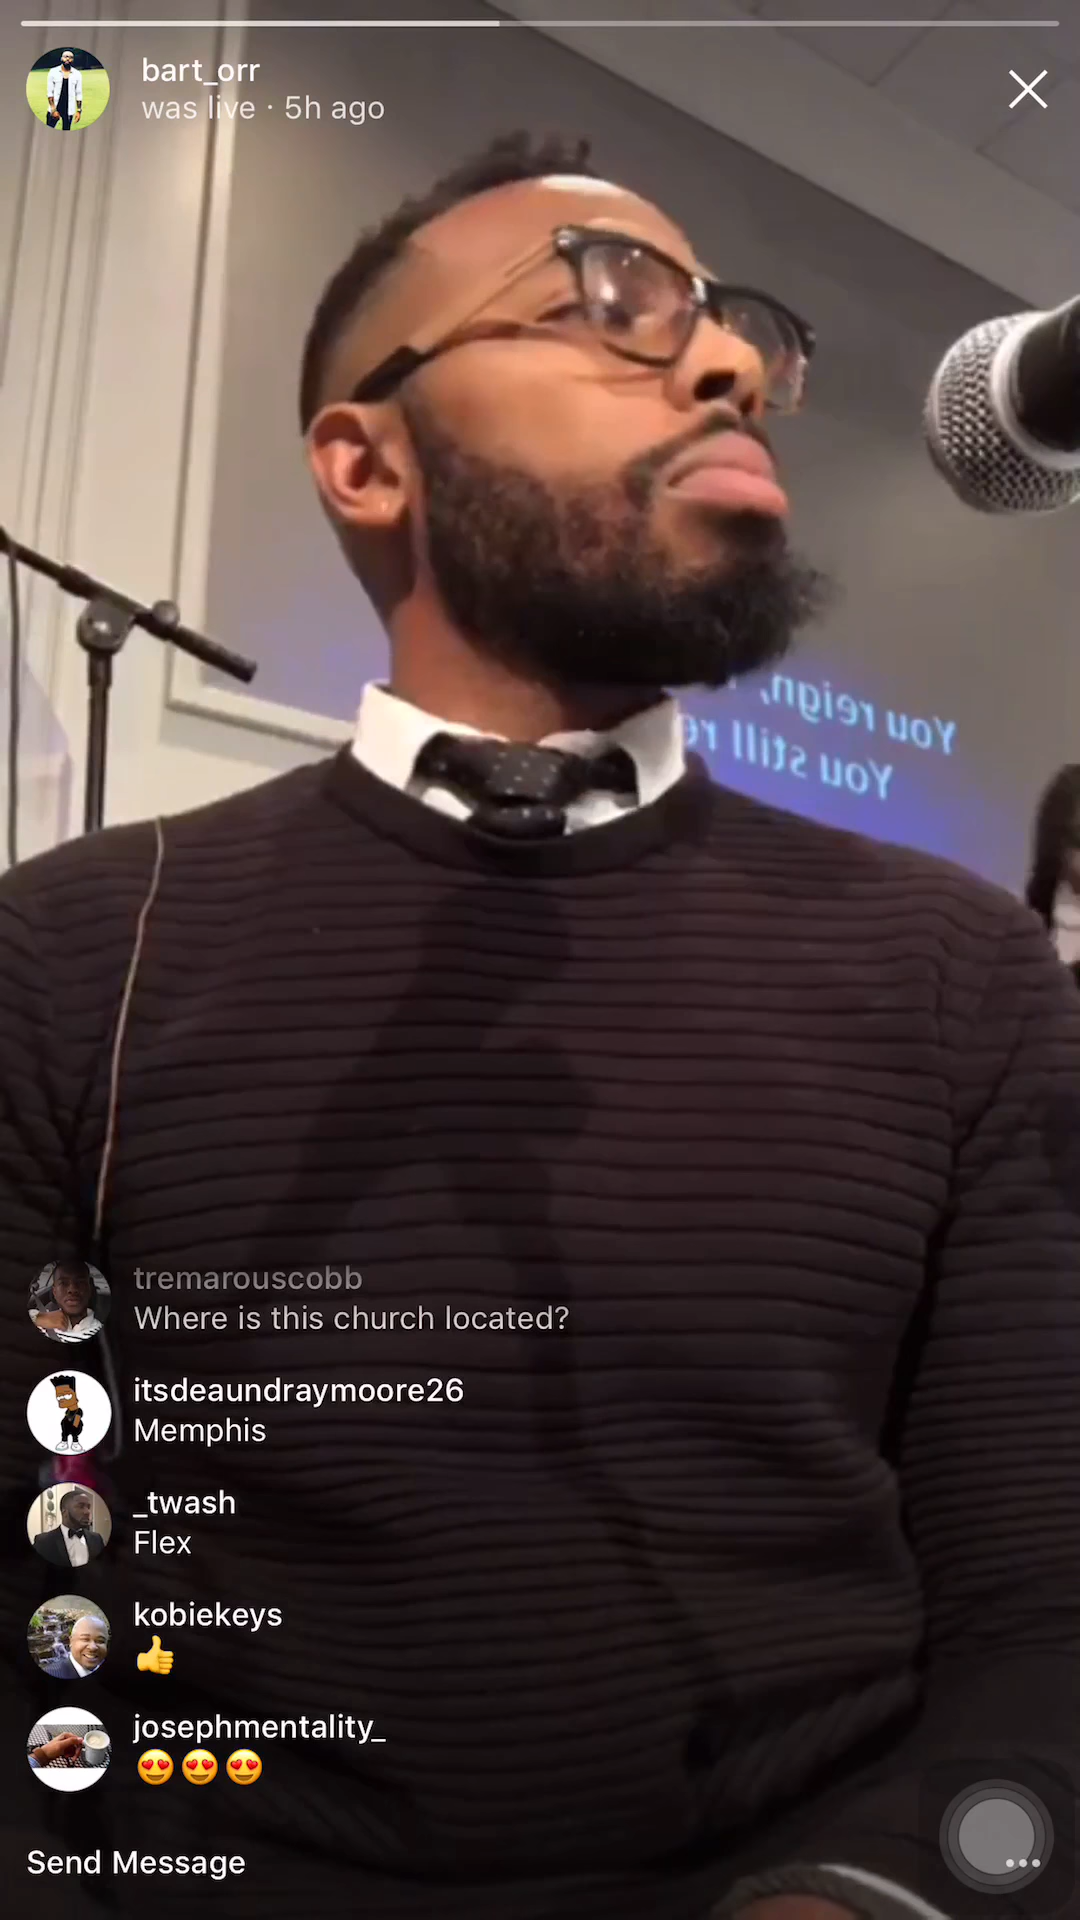 bart_orr
was live · 5h ago
You reign,
You still
tremarouscobb
Where is this church located?
itsdeaundraymoore26
Memphis
_twash
Flex
kobiekeys
👍
josephmentality_
😍😍😍
Send Message